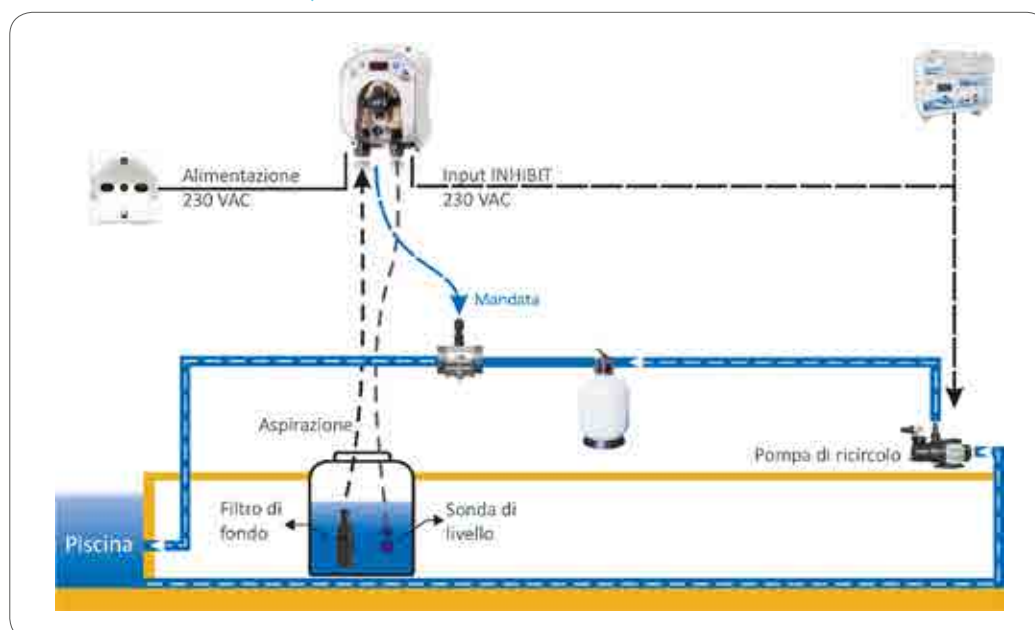 Alimentazione
230 VAC
Input INHIBIT
230 VAC
Mandata
Aspirazione
Pompa di ricircolo
Filtro di
fondo
Sonda di
livello
Piscina